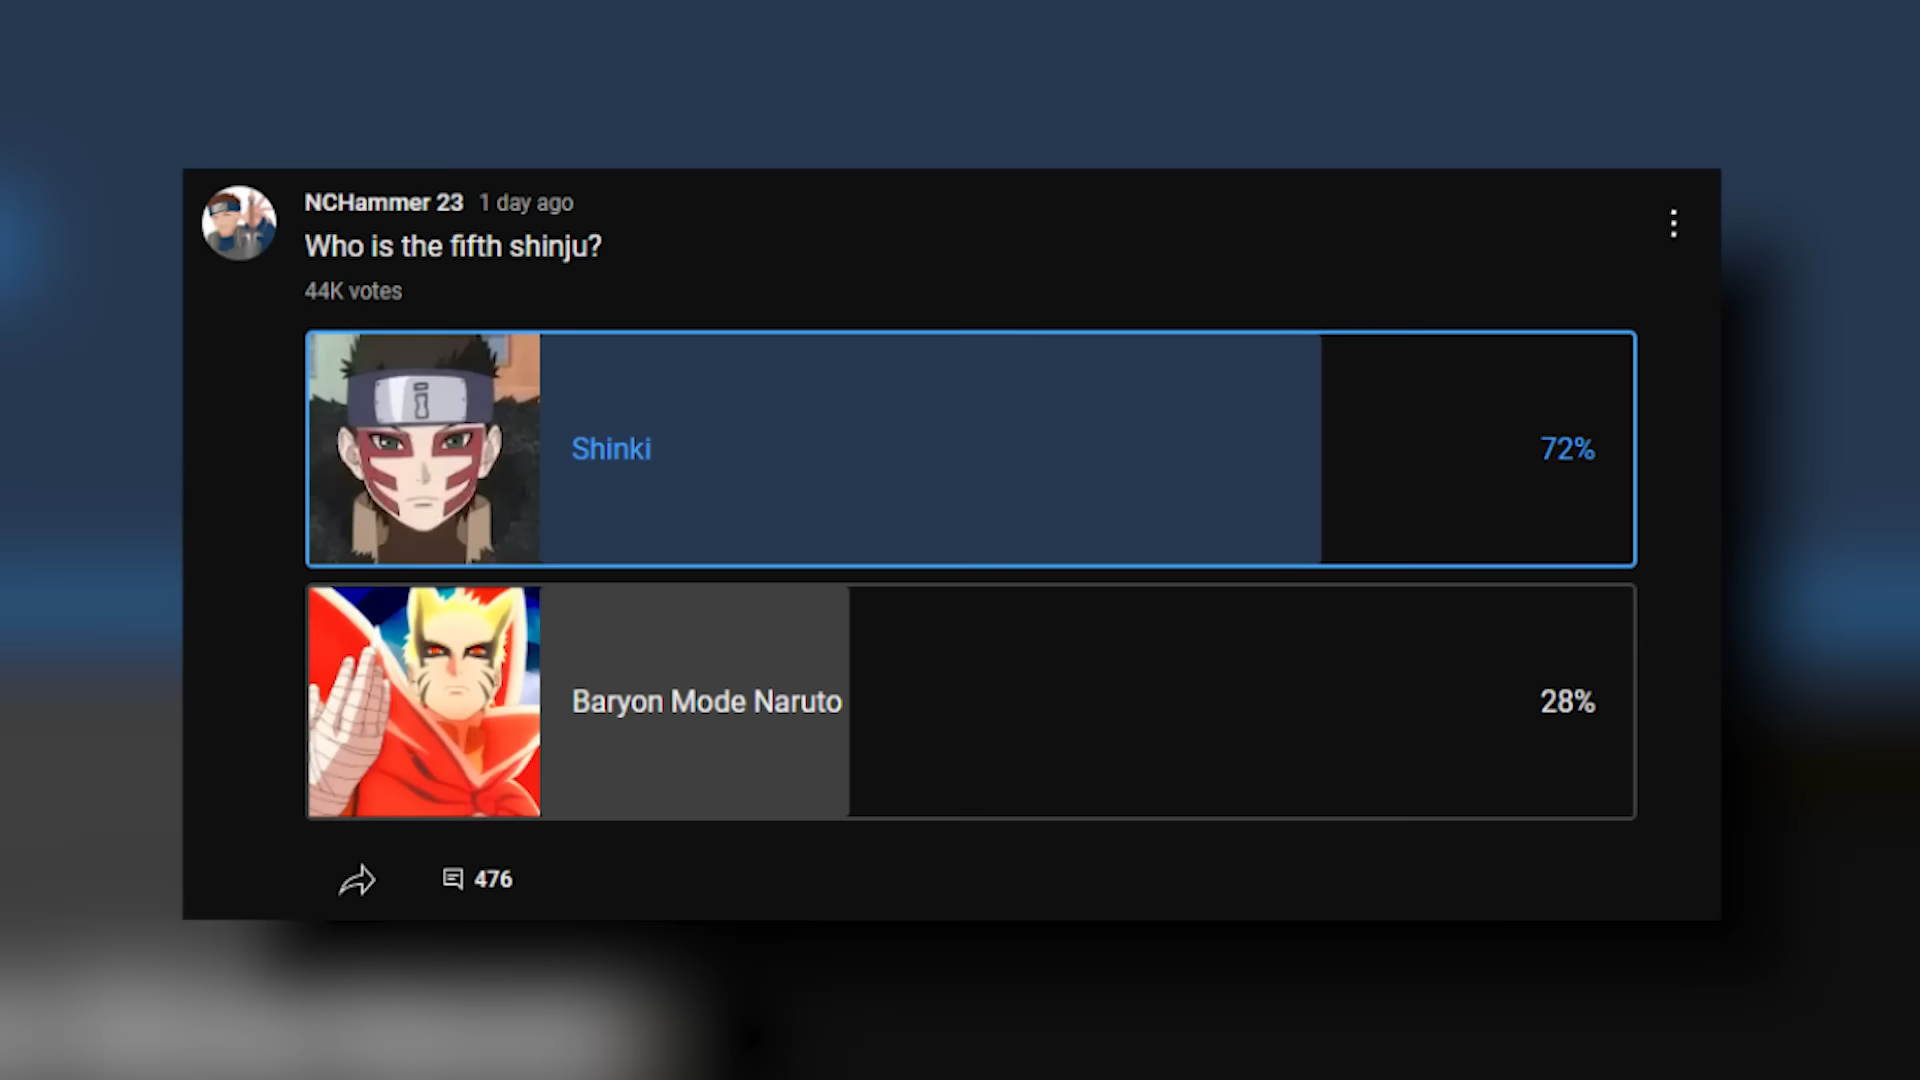 NCHammer 23 1 day ago
Who is the fifth shinju?
44K votes
Shinki 72%
Baryon Mode Naruto 28%
476